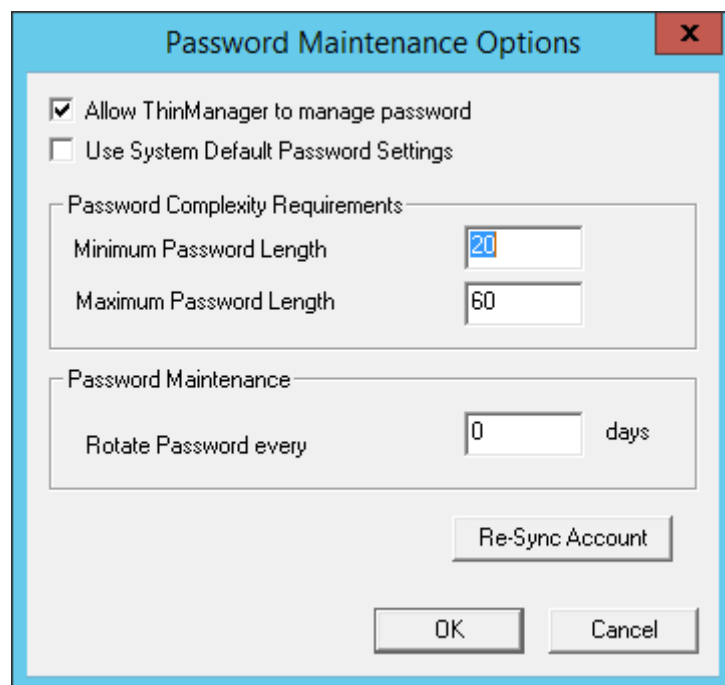 Password Maintenance Options
x
Allow ThinManager to manage password
Use System Default Password Settings
Password Complexity Requirements
Minimum Password Length 20
Maximum Password Length 60
Password Maintenance
Rotate Password every 0 days
Re-Sync Account
OK Cancel